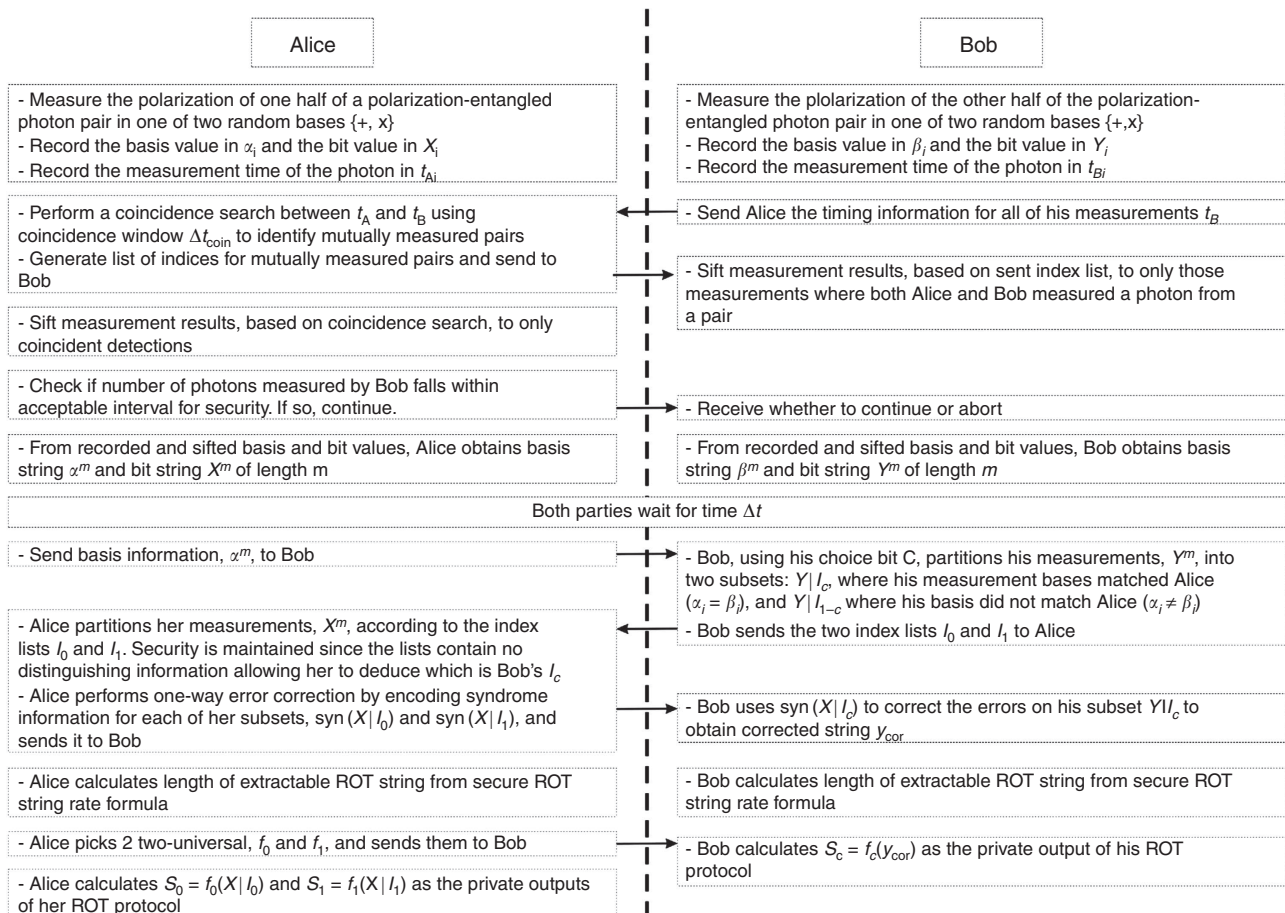 Alice
Bob
- Measure the polarization of one half of a polarization-entangled
photon pair in one of two random bases {+, x}
- Record the basis value in αi and the bit value in Xi
- Record the measurement time of the photon in tAi
- Measure the plolarization of the other half of the polarization-
entangled photon pair in one of two random bases {+,x}
- Record the basis value in βi and the bit value in Yi
- Record the measurement time of the photon in tBi
- Perform a coincidence search between tA and tB using
coincidence window Δtcoin to identify mutually measured pairs
- Generate list of indices for mutually measured pairs and send to
Bob
- Send Alice the timing information for all of his measurements tB
- Sift measurement results, based on sent index list, to only those
measurements where both Alice and Bob measured a photon from
a pair
- Sift measurement results, based on coincidence search, to only
coincident detections
- Check if number of photons measured by Bob falls within
acceptable interval for security. If so, continue.
- Receive whether to continue or abort
- From recorded and sifted basis and bit values, Alice obtains basis
string α^m and bit string X^m of length m
- From recorded and sifted basis and bit values, Bob obtains basis
string β^m and bit string Y^m of length m
Both parties wait for time Δt
- Send basis information, α^m, to Bob
- Bob, using his choice bit C, partitions his measurements, Y^m, into
two subsets: Y|Ic, where his measurement bases matched Alice
(αi = βi), and Y|I1−c where his basis did not match Alice (αi ≠ βi)
- Bob sends the two index lists I0 and I1 to Alice
- Alice partitions her measurements, X^m, according to the index
lists I0 and I1. Security is maintained since the lists contain no
distinguishing information allowing her to deduce which is Bob's Ic
- Alice performs one-way error correction by encoding syndrome
information for each of her subsets, syn (X|I0) and syn (X|I1), and
sends it to Bob
- Bob uses syn (X|Ic) to correct the errors on his subset YIIc to
obtain corrected string ycor
- Alice calculates length of extractable ROT string from secure ROT
string rate formula
- Bob calculates length of extractable ROT string from secure ROT
string rate formula
- Alice picks 2 two-universal, f0 and f1, and sends them to Bob
- Bob calculates Sc = fc(ycor) as the private output of his ROT
protocol
- Alice calculates S0 = f0(X|I0) and S1 = f1(X|I1) as the private outputs
of her ROT protocol